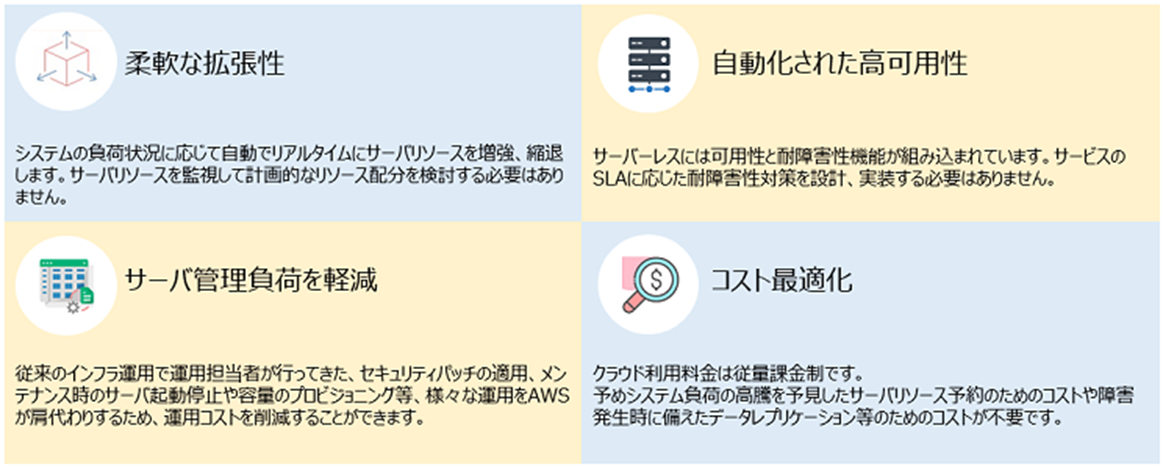 柔軟な拡張性
システムの負荷状況に応じて自動でリアルタイムにサーバリソースを増強、縮退
します。サーバリソースを監視して計画的なリソース配分を検討する必要はあり
ません。
自動化された高可用性
サーバーレスには可用性と耐障害性機能が組み込まれています。サービスの
SLAに応じた耐障害性対策を設計、実装する必要はありません。
サーバ管理負荷を軽減
従来のインフラ運用で運用担当者が行ってきた、セキュリティパッチの適用、メン
テナンス時のサーバ起動停止や容量のプロビショニング等、様々な運用をAWS
が肩代わりするため、運用コストを削減することができます。
$
コスト最適化
クラウド利用料金は従量課金制です。
予めシステム負荷の高騰を予見したサーバリソース予約のためのコストや障害
発生時に備えたデータレプリケーション等のためのコストが不要です。